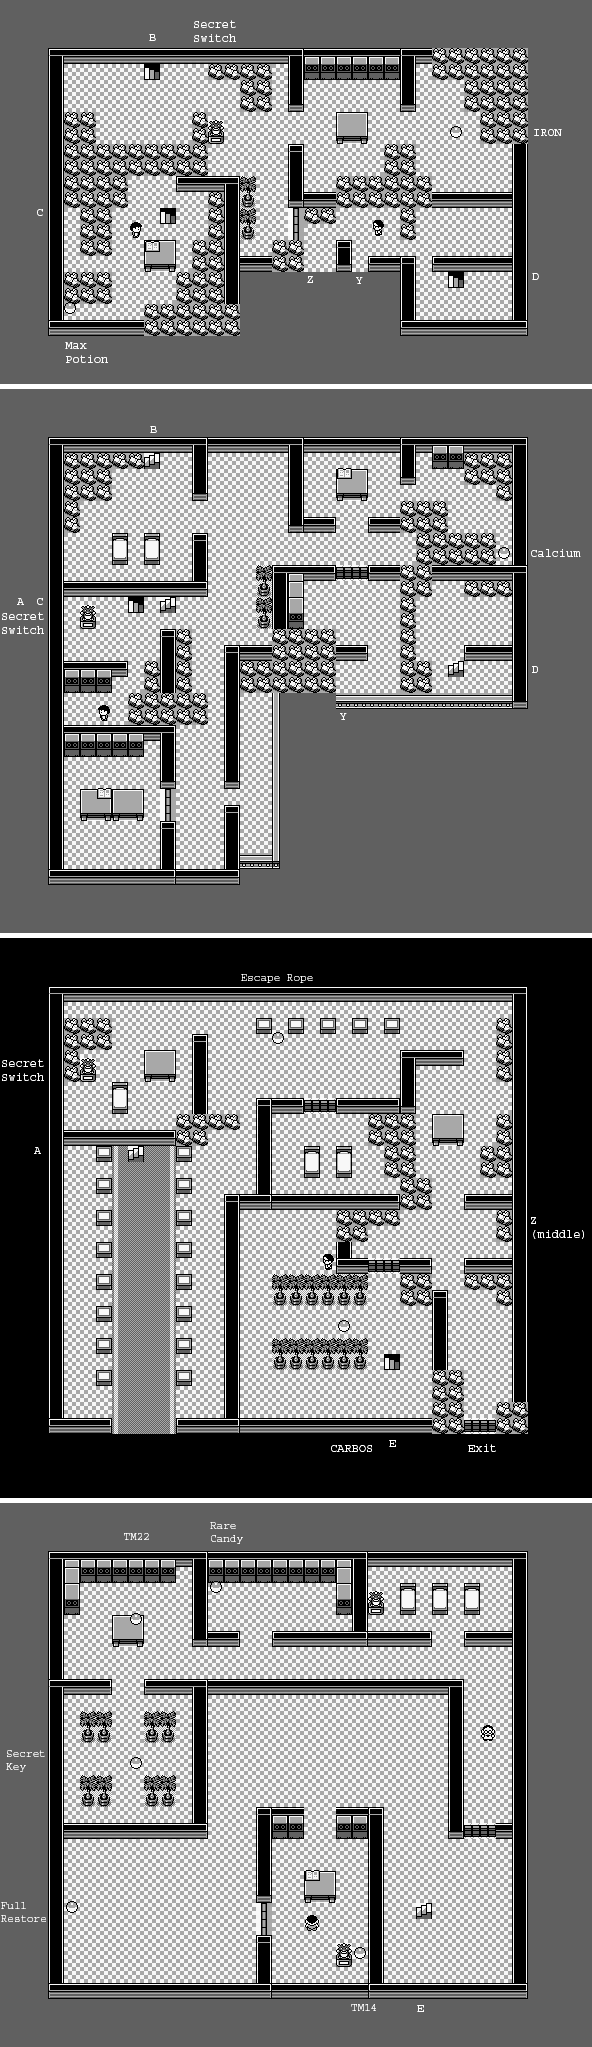 Secret
B Switch
IRON
C
Z Y D
Max
Potion
B
Calcium
A C
Secret
Switch
D
Y
Escape Rope
Secret
Switch
A
Z
(middle)
CARBOS E Exit
Rare
TM22 Candy
Secret
Key
Full
Restore
TM14 E